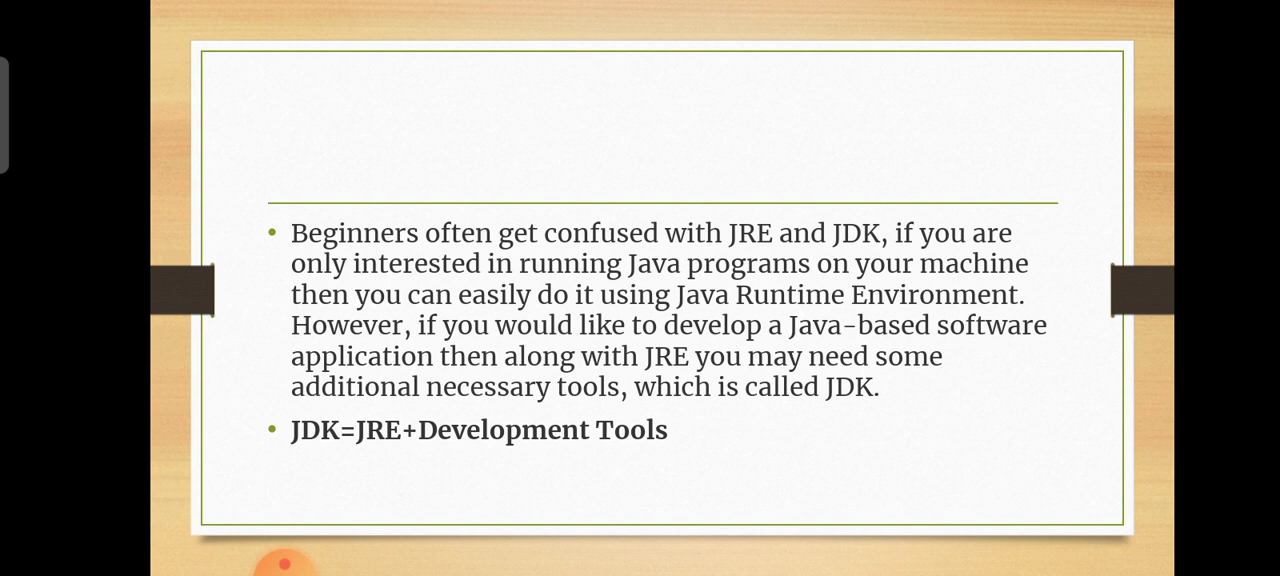 • Beginners often get confused with JRE and JDK, if you are
only interested in running Java programs on your machine
then you can easily do it using Java Runtime Environment.
However, if you would like to develop a Java-based software
application then along with JRE you may need some
additional necessary tools, which is called JDK.
• JDK=JRE+Development Tools